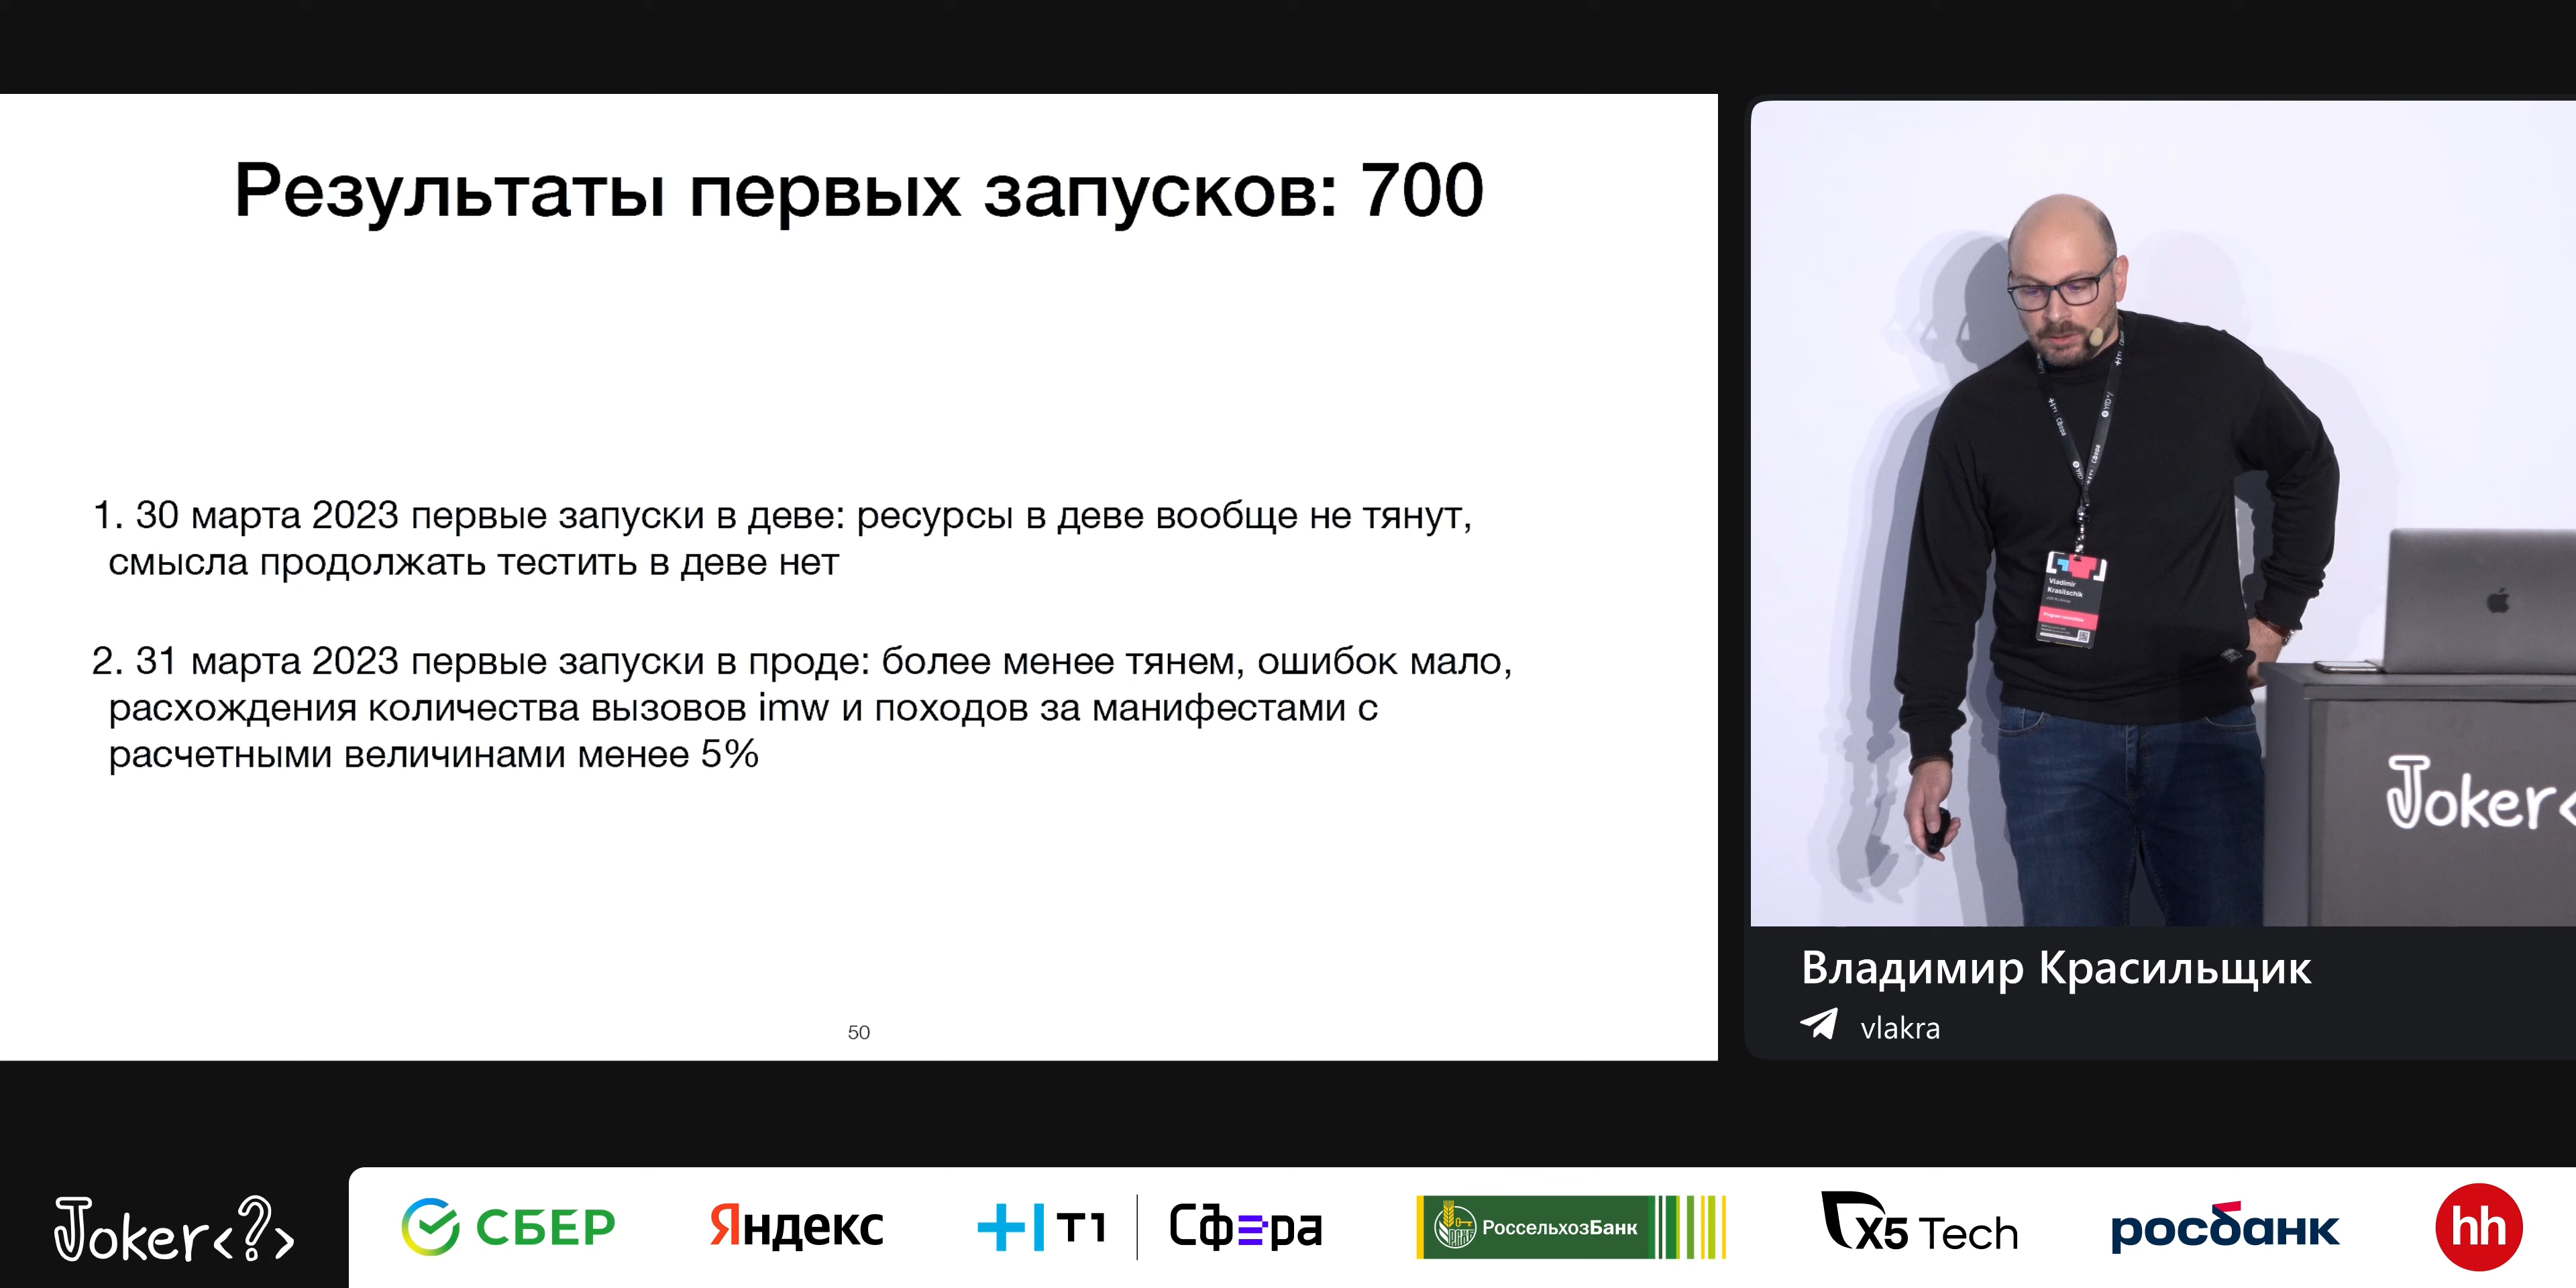 Результаты первых запусков: 700
1. 30 марта 2023 первые запуски в деве: ресурсы в деве вообще не тянут,
смысла продолжать тестить в деве нет
2. 31 марта 2023 первые запуски в проде: более менее тянем, ошибок мало,
расхождения количества вызовов imw и походов за манифестами с
расчетными величинами менее 5%
50
Vladimir
Krasilschik
Joker<
Владимир Красильщик
vlakra
Joker<?>
СБЕР
Яндекс
Т1
Сфера
РоссельхозБанк
X5 Tech
росбанк
hh